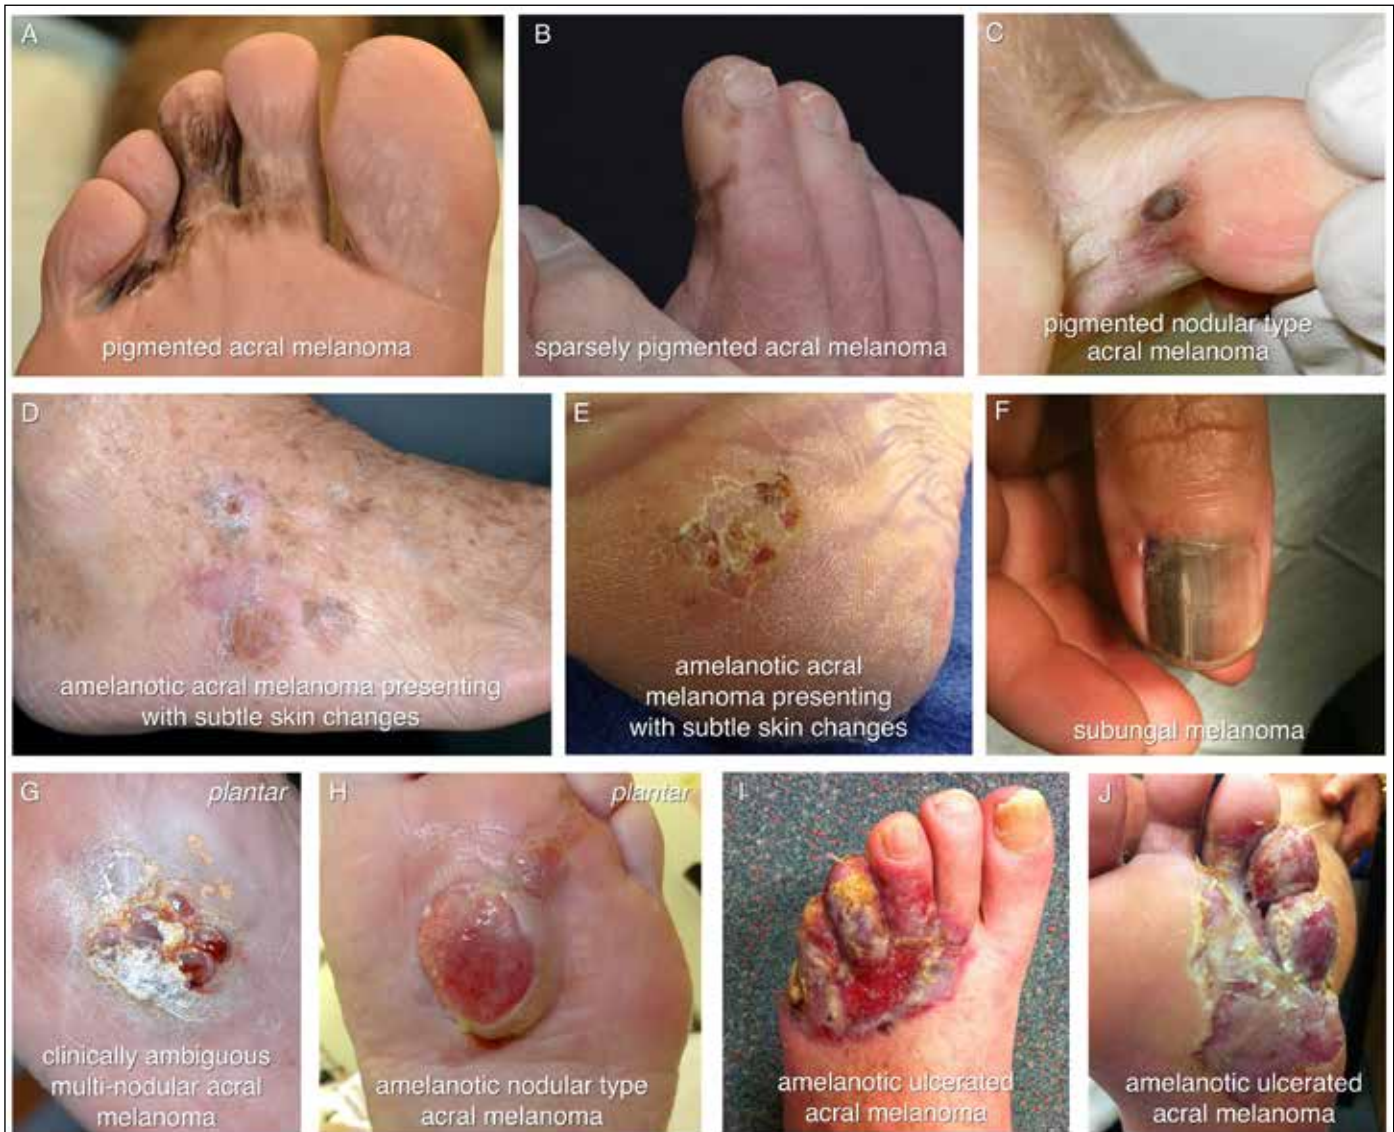 A
pigmented acral melanoma
B
sparsely pigmented acral melanoma
C
pigmented nodular type
acral melanoma
D
amelanotic acral melanoma presenting
with subtle skin changes
E
amelanotic acral
melanoma presenting
with subtle skin changes
F
subungal melanoma
G
plantar
clinically ambiguous
multi-nodular acral
melanoma
H
plantar
amelanotic nodular type
acral melanoma
I
amelanotic ulcerated
acral melanoma
J
amelanotic ulcerated
acral melanoma